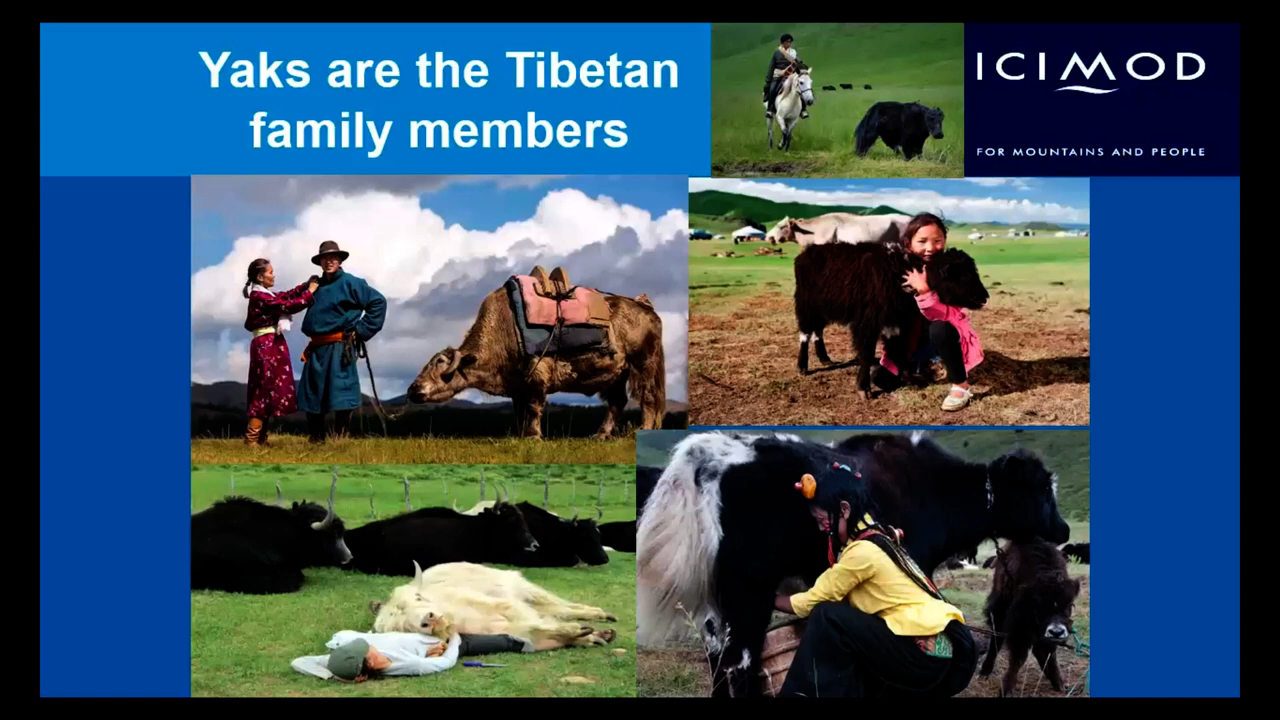 Yaks are the Tibetan
family members
ICIMOD
FOR MOUNTAINS AND PEOPLE